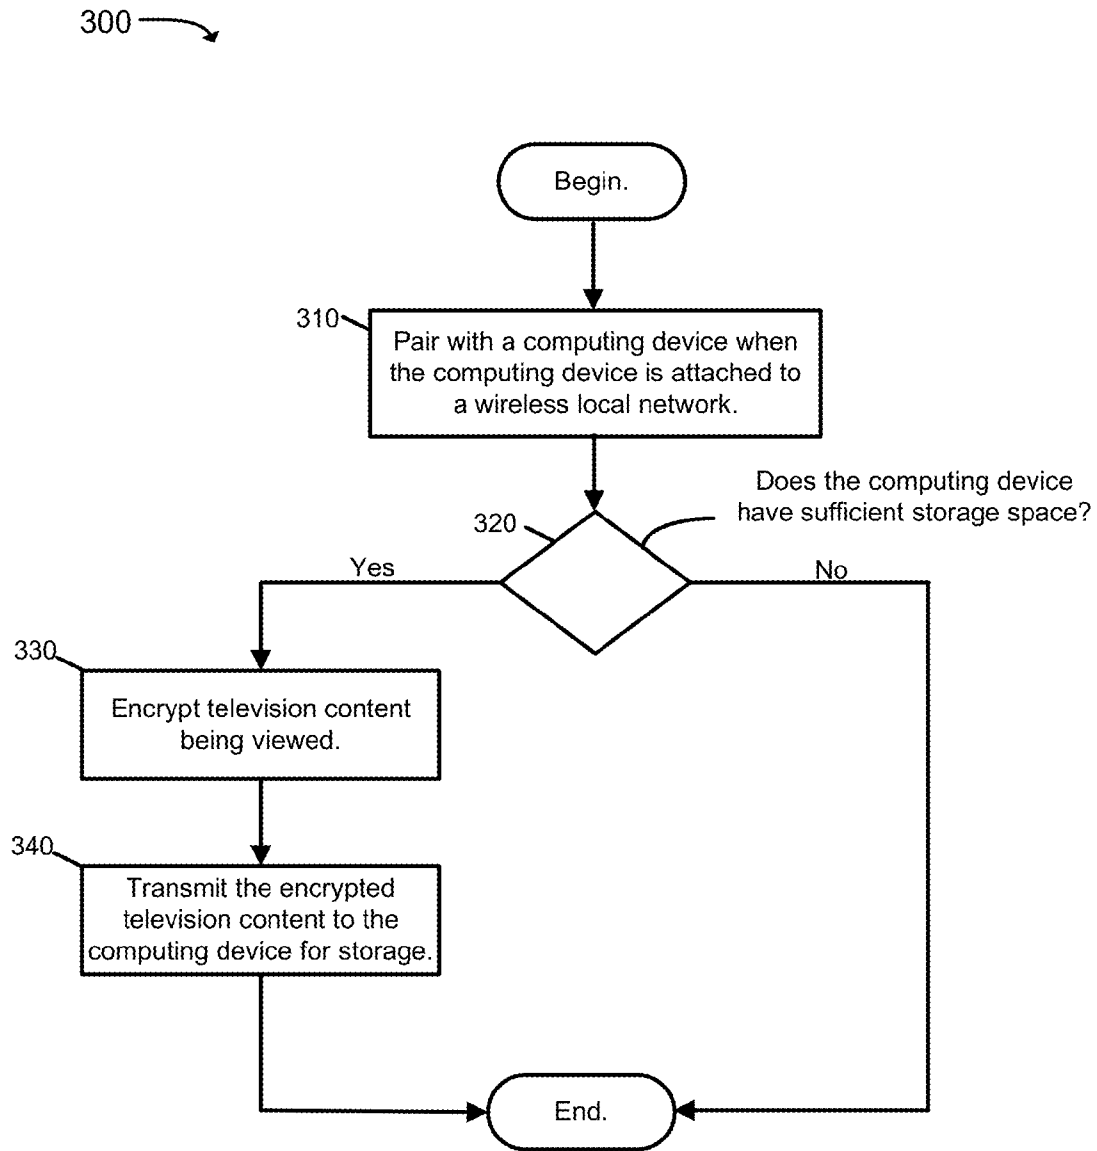 300
Begin.
310
Pair with a computing device when
the computing device is attached to
a wireless local network.
Does the computing device
have sufficient storage space?
320
Yes
No
330
Encrypt television content
being viewed.
340
Transmit the encrypted
television content to the
computing device for storage.
End.